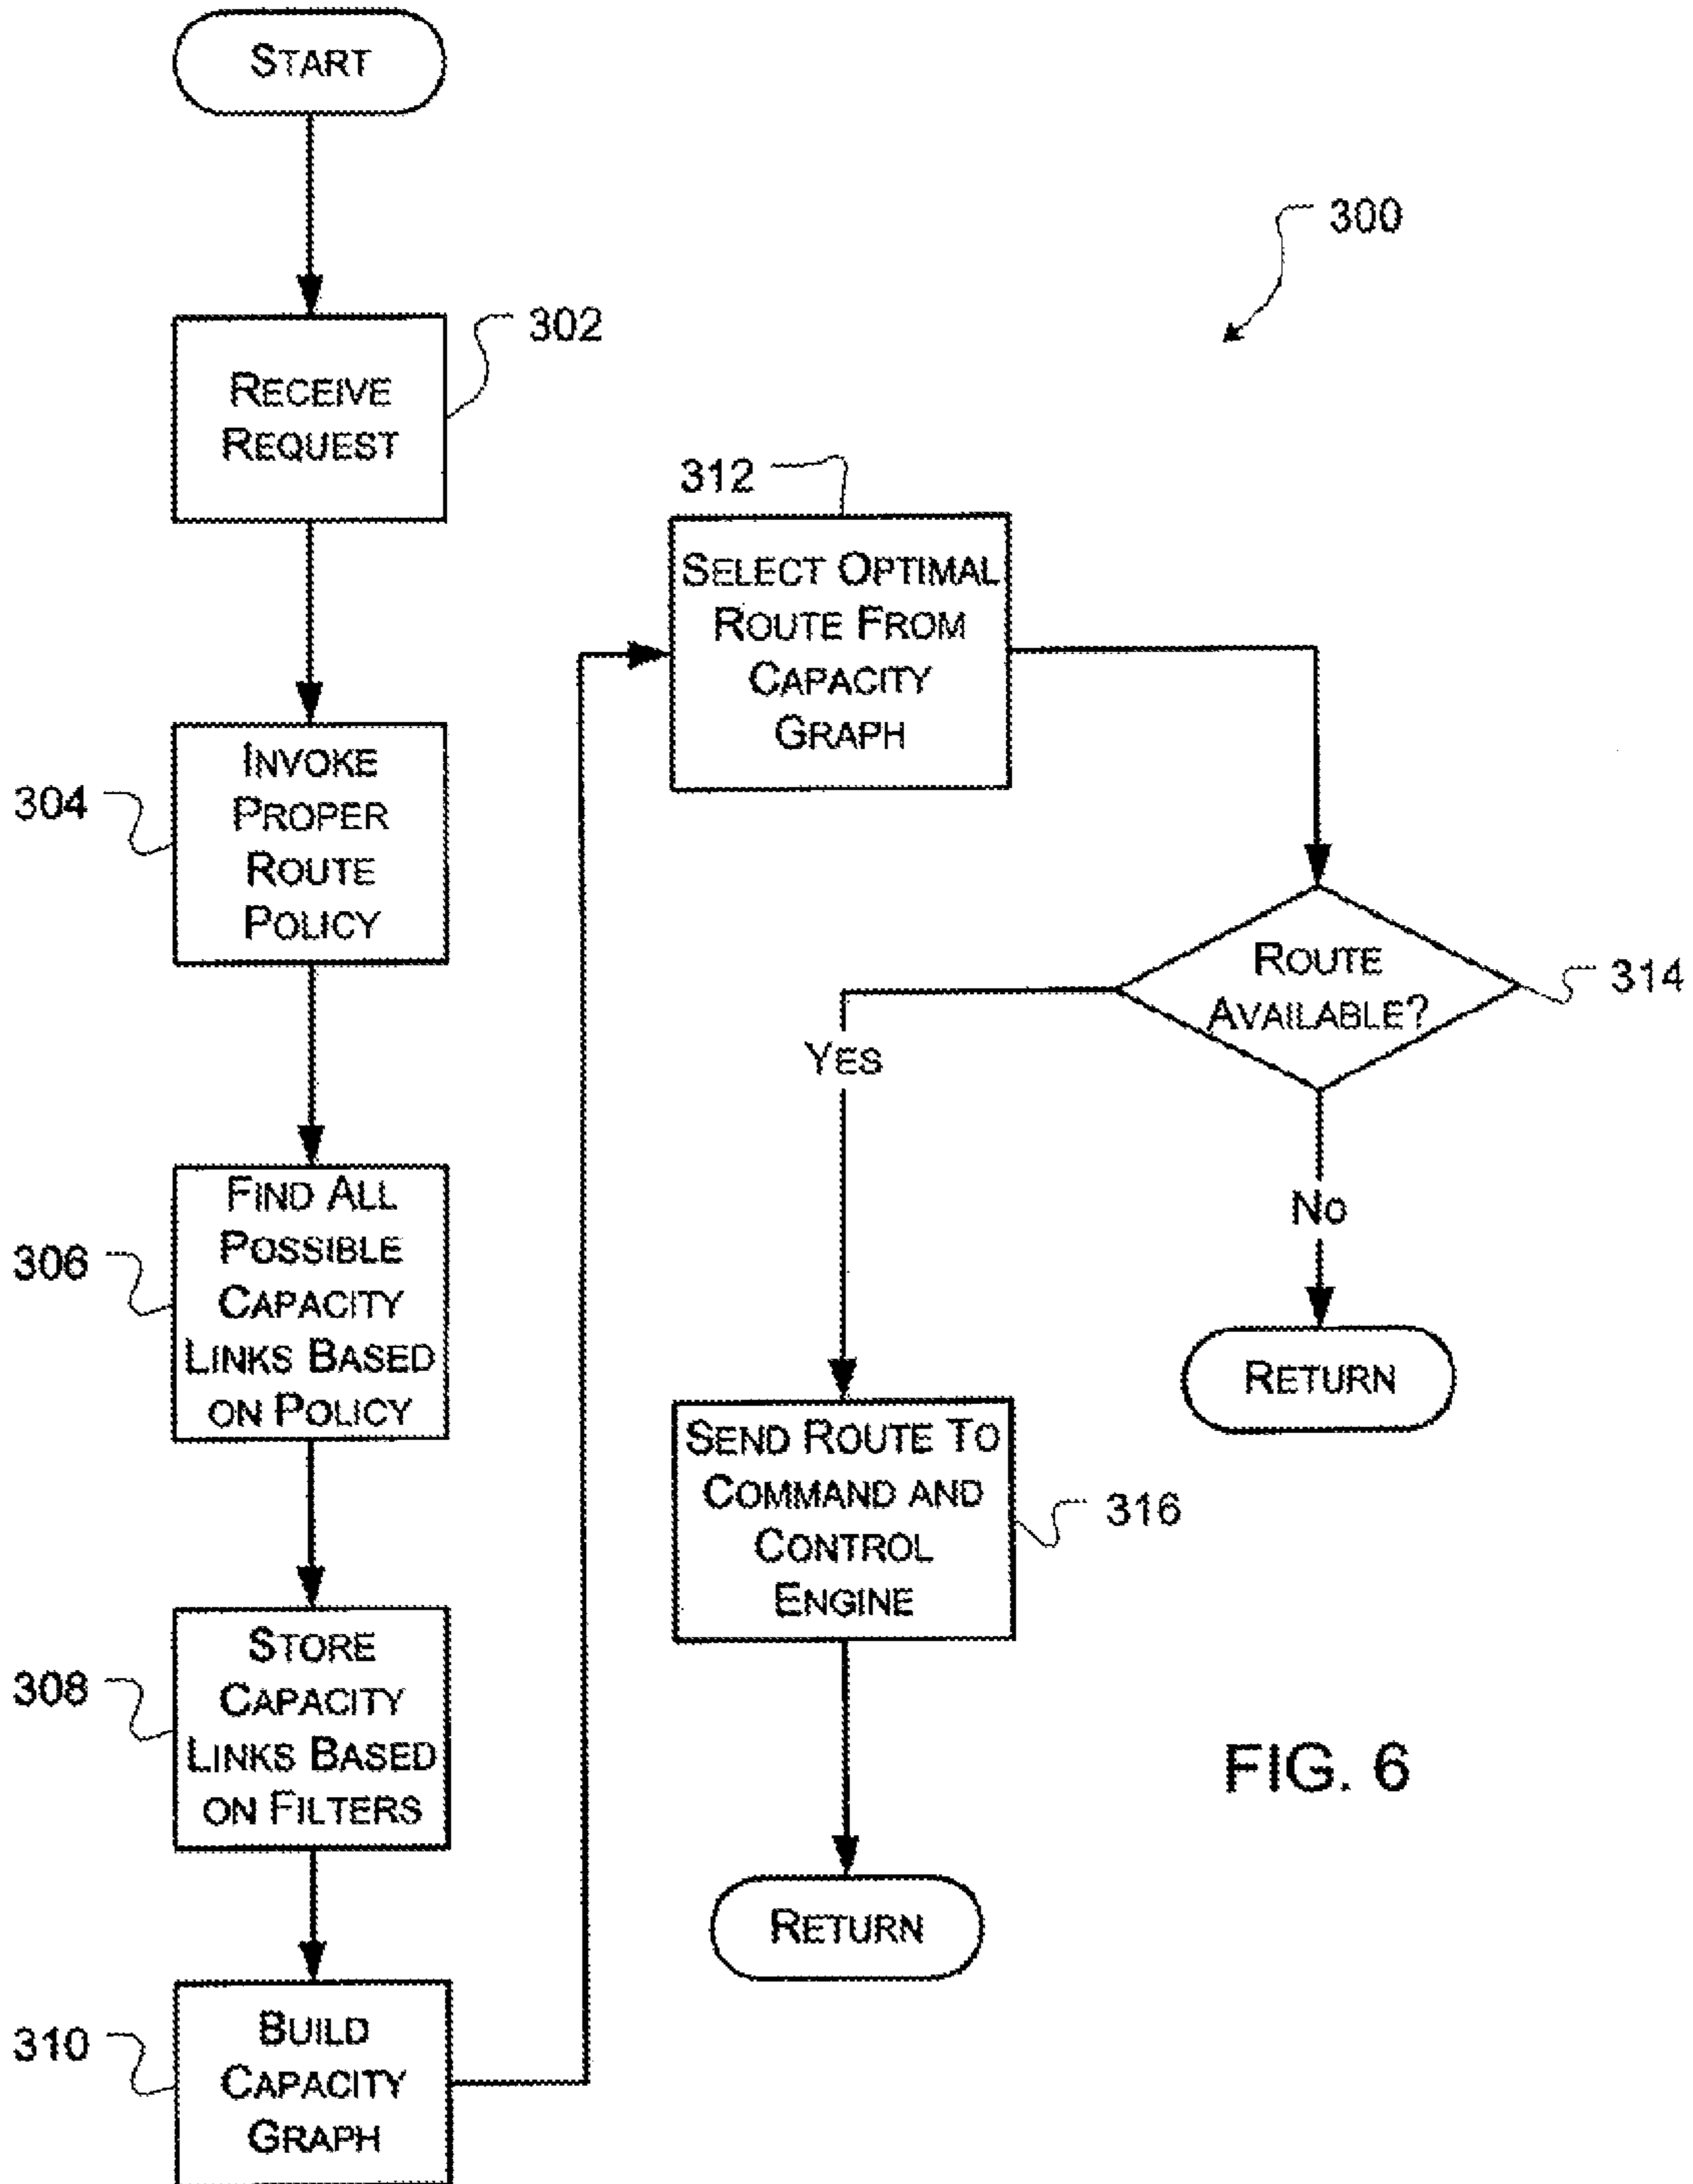 START
300
302
RECEIVE
REQUEST
304
INVOKE
PROPER
ROUTE
POLICY
306
FIND ALL
POSSIBLE
CAPACITY
LINKS BASED
ON POLICY
308
STORE
CAPACITY
LINKS BASED
ON FILTERS
310
BUILD
CAPACITY
GRAPH
312
SELECT OPTIMAL
ROUTE FROM
CAPACITY
GRAPH
ROUTE
AVAILABLE?
314
YES
NO
RETURN
SEND ROUTE TO
COMMAND AND
CONTROL
ENGINE
316
RETURN
FIG. 6